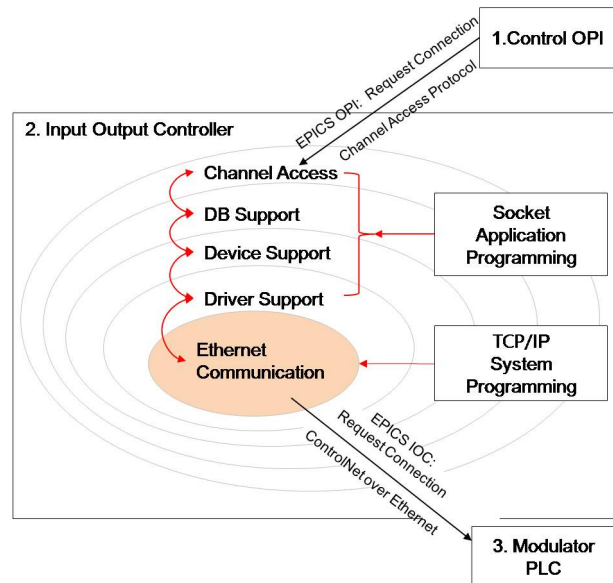 1.Control OPI
EPICS OPI: Request Connection
Channel Access Protocol
2. Input Output Controller
Channel Access
DB Support
Device Support
Driver Support
Ethernet
Communication
Socket
Application
Programming
TCP/IP
System
Programming
EPICS IOC:
Request Connection
ControlNet over Ethernet
3. Modulator
PLC